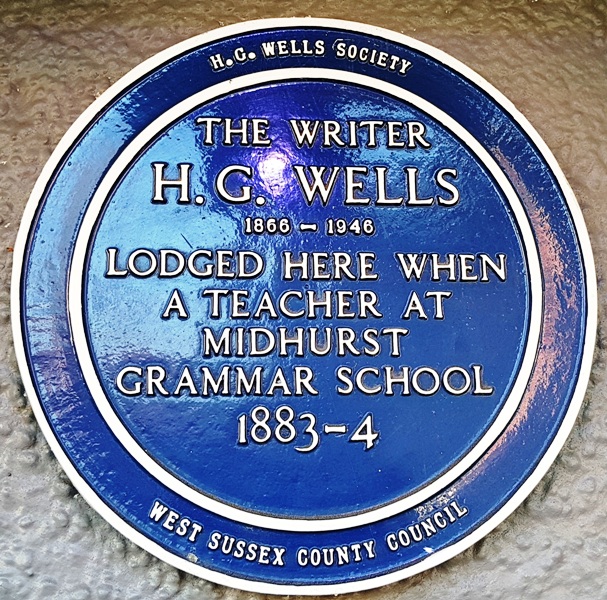 H.G. WELLS SOCIETY
THE WRITER
H. G. WELLS
1866 – 1946
LODGED HERE WHEN
A TEACHER AT
MIDHURST
GRAMMAR SCHOOL
1883-4
WEST SUSSEX COUNTY COUNCIL